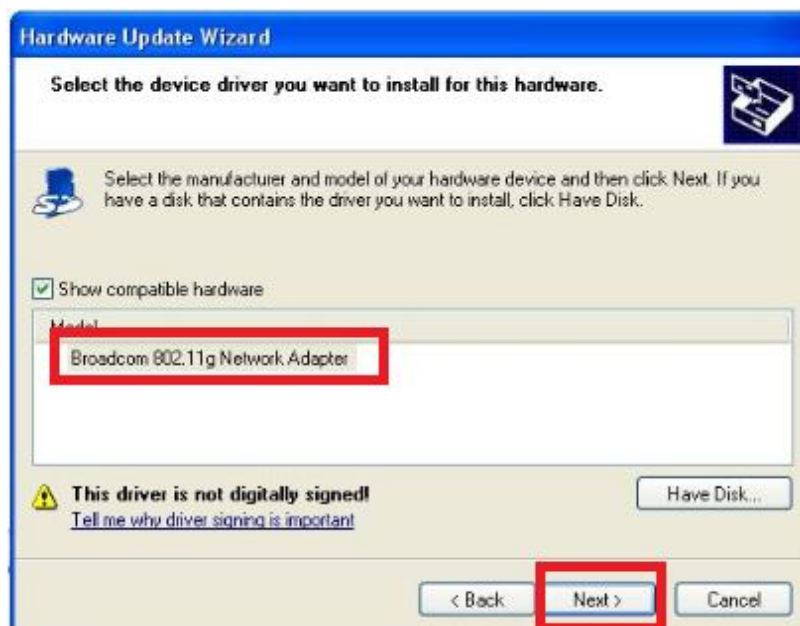 Hardware Update Wizard
Select the device driver you want to install for this hardware.
Select the manufacturer and model of your hardware device and then click Next. If you
have a disk that contains the driver you want to install, click Have Disk.
Show compatible hardware
Model
Broadcom 802.11g Network Adapter
This driver is not digitally signed!
Have Disk...
Tell me why driver signing is important
< Back
Next >
Cancel